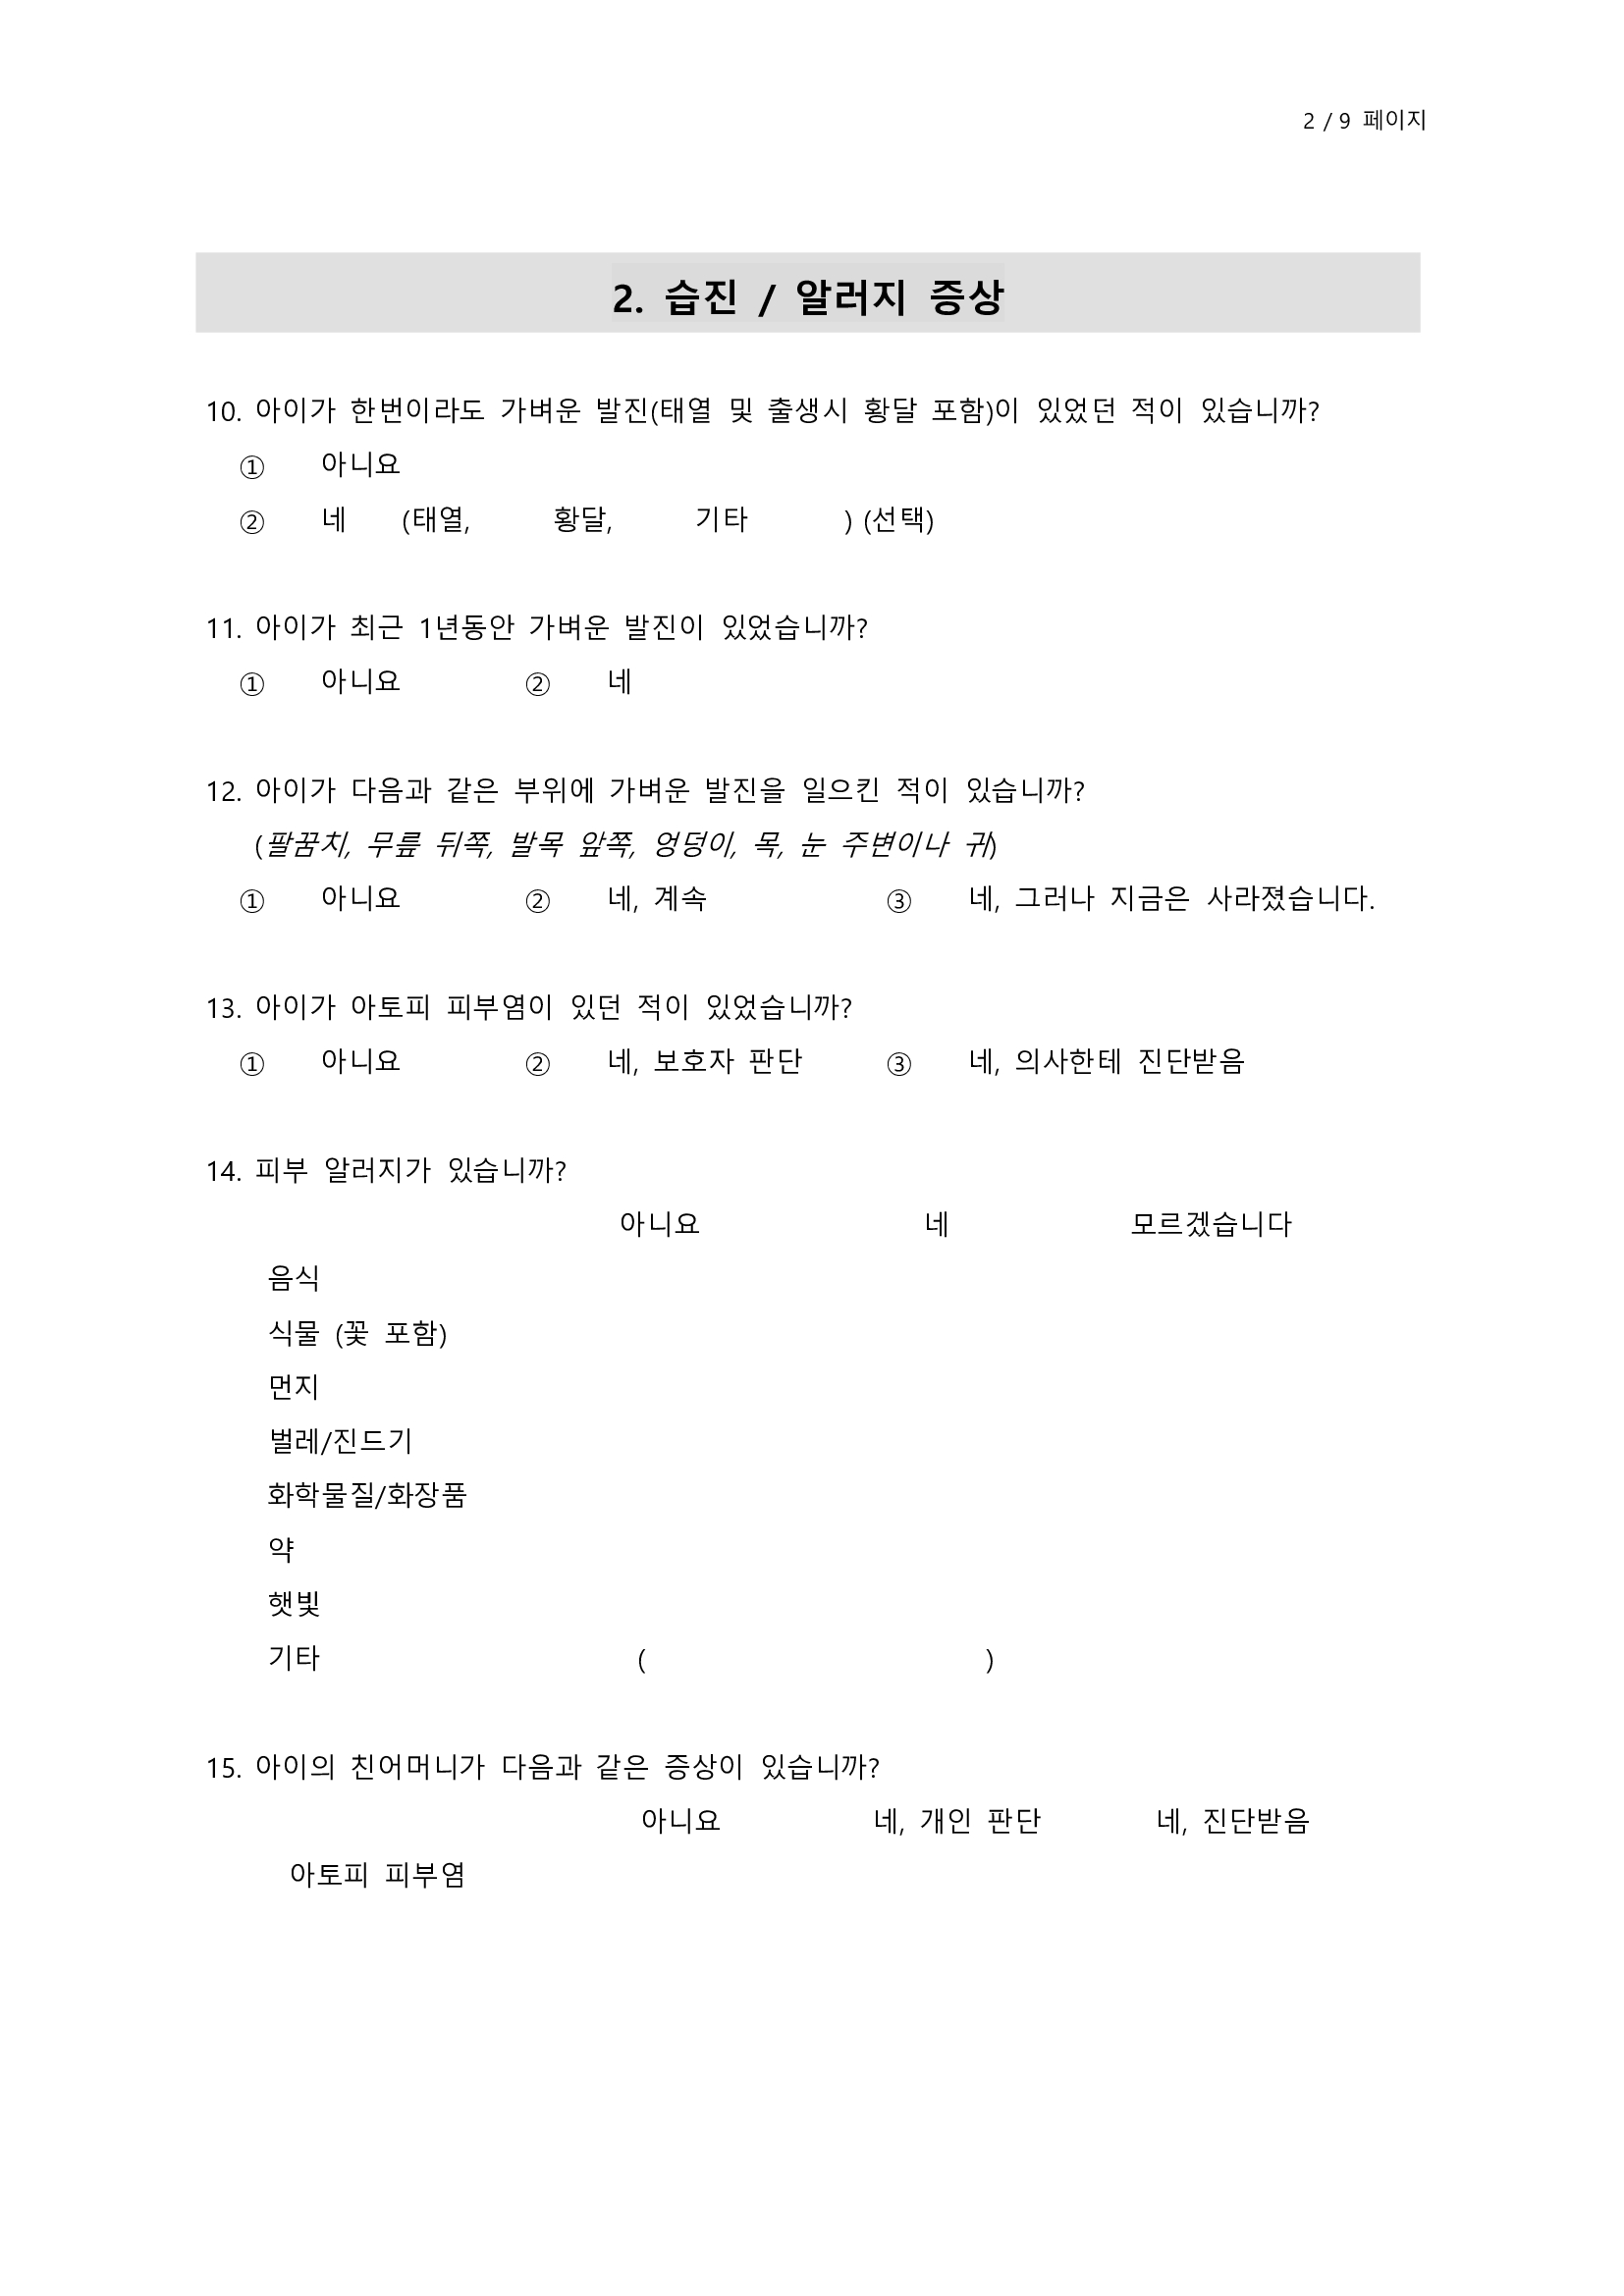 2 / 9 페이지
2. 습진 / 알러지 증상
10. 아이가 한번이라도 가벼운 발진(태열 및 출생시 황달 포함)이 있었던 적이 있습니까?
① 아니요
② 네 (태열, 황달, 기타 ) (선택)
11. 아이가 최근 1년동안 가벼운 발진이 있었습니까?
① 아니요 ② 네
12. 아이가 다음과 같은 부위에 가벼운 발진을 일으킨 적이 있습니까?
(팔꿈치, 무릎 뒤쪽, 발목 앞쪽, 엉덩이, 목, 눈 주변이나 귀)
① 아니요 ② 네, 계속 ③ 네, 그러나 지금은 사라졌습니다.
13. 아이가 아토피 피부염이 있던 적이 있었습니까?
① 아니요 ② 네, 보호자 판단 ③ 네, 의사한테 진단받음
14. 피부 알러지가 있습니까?
아니요 네 모르겠습니다
음식
식물 (꽃 포함)
먼지
벌레/진드기
화학물질/화장품
약
햇빛
기타 ( )
15. 아이의 친어머니가 다음과 같은 증상이 있습니까?
아니요 네, 개인 판단 네, 진단받음
아토피 피부염